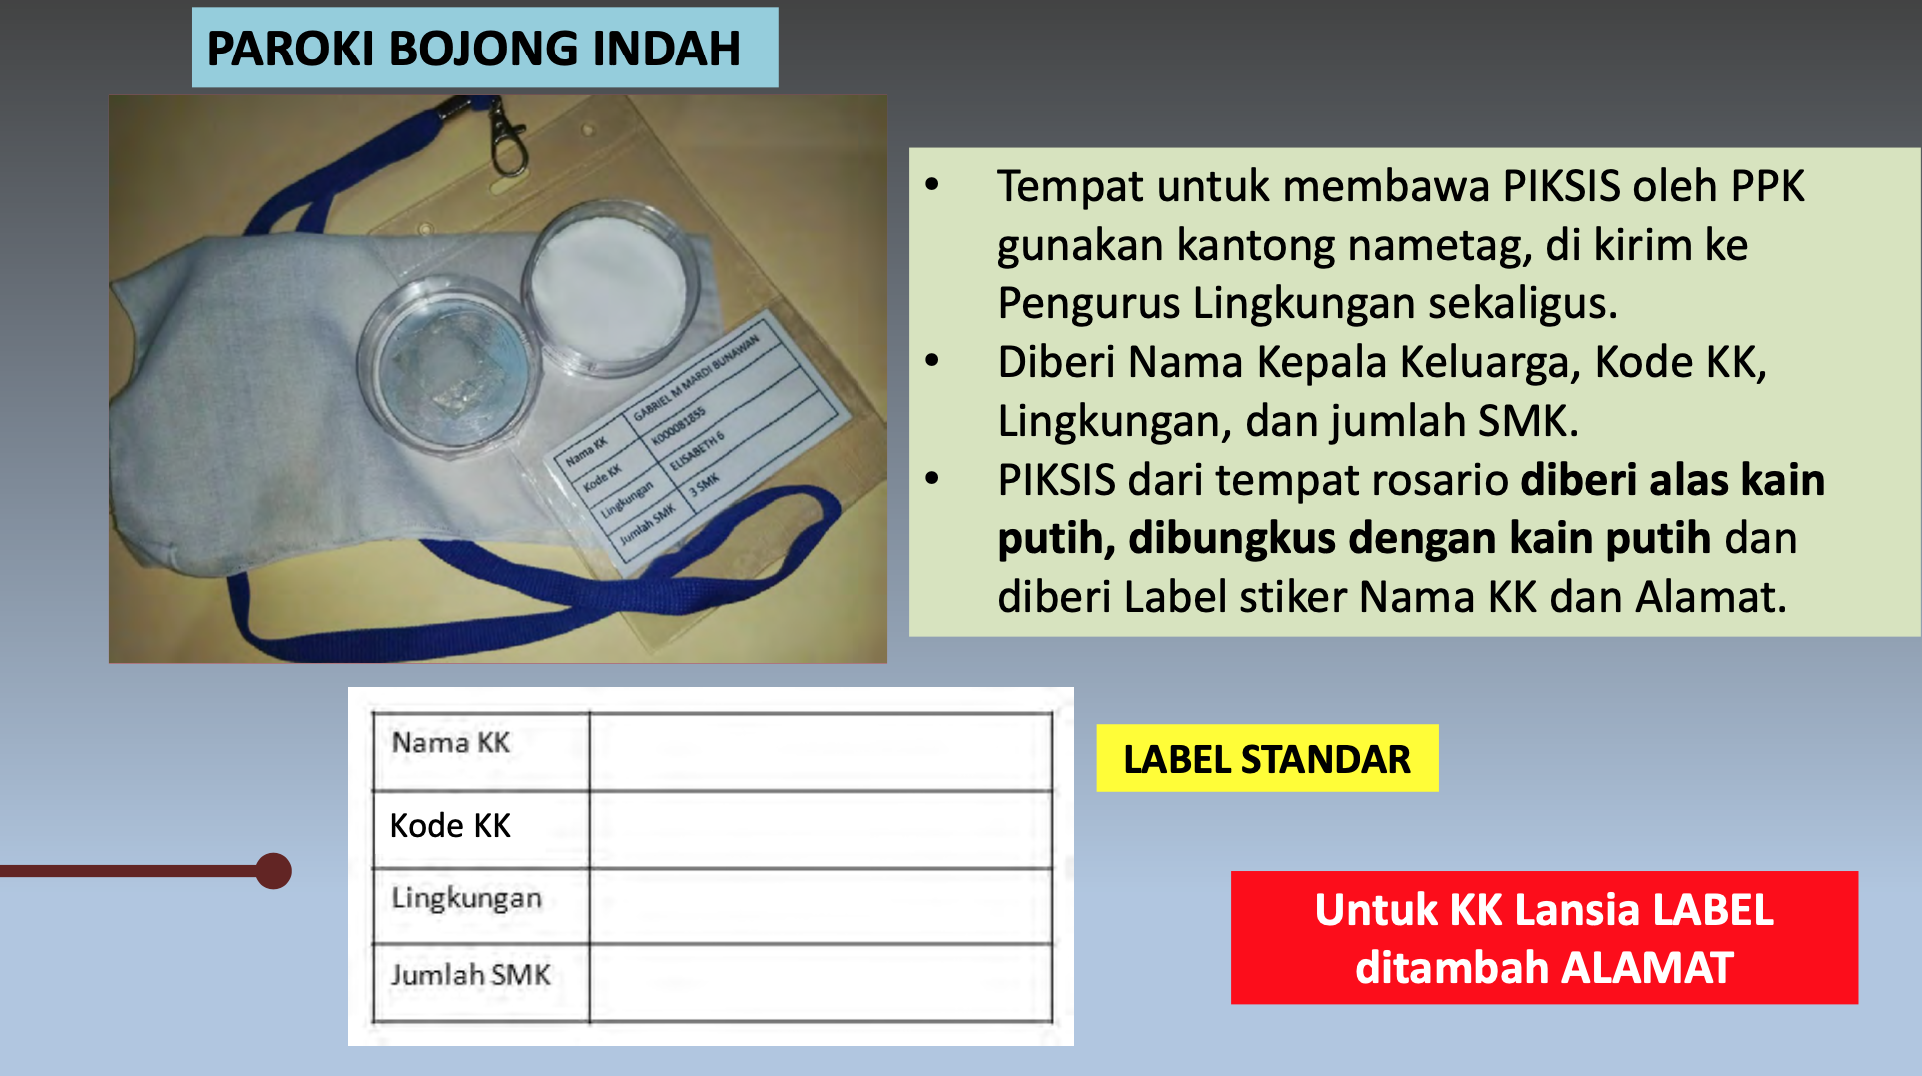 PAROKI BOJONG INDAH
Nama KK GABRIEL M MARDI BUNAWAN
Kode KK K000081855
Lingkungan ELISABETH 6
Jumlah SMK 3 SMK
• Tempat untuk membawa PIKSIS oleh PPK
gunakan kantong nametag, di kirim ke
Pengurus Lingkungan sekaligus.
• Diberi Nama Kepala Keluarga, Kode KK,
Lingkungan, dan jumlah SMK.
• PIKSIS dari tempat rosario diberi alas kain
putih, dibungkus dengan kain putih dan
diberi Label stiker Nama KK dan Alamat.
Nama KK
Kode KK
Lingkungan
Jumlah SMK
LABEL STANDAR
Untuk KK Lansia LABEL
ditambah ALAMAT